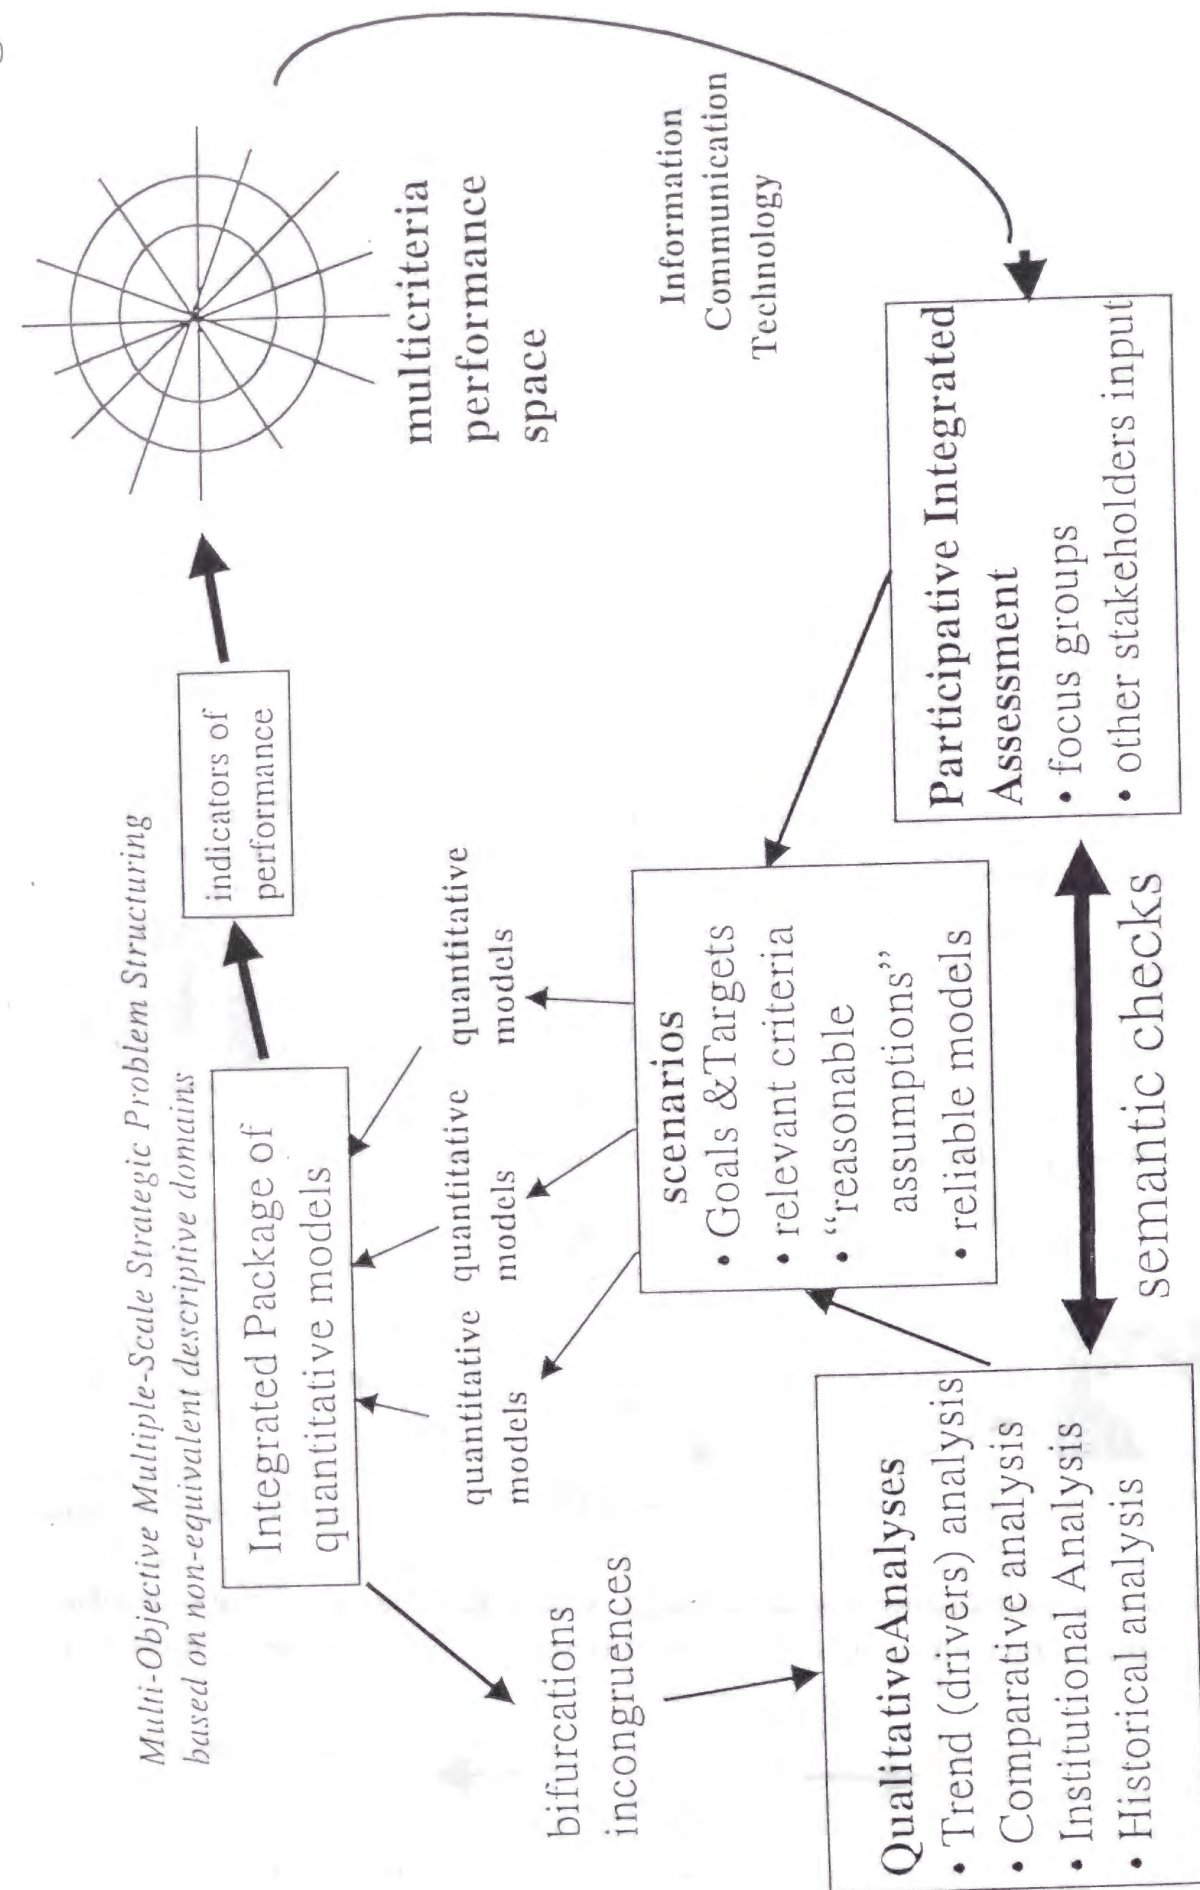 Multi-Objective Multiple-Scale Strategic Problem Structuring
based on non-equivalent descriptive domains
Integrated Package of
quantitative models
indicators of
performance
multicriteria
performance
space
quantitative
models
quantitative
models
quantitative
models
bifurcations
incongruences
Information
Communication
Technology
scenarios
• Goals &Targets
• relevant criteria
• “reasonable
assumptions”
• reliable models
QualitativeAnalyses
• Trend (drivers) analysis
• Comparative analysis
• Institutional Analysis
• Historical analysis
semantic checks
Participative Integrated
Assessment
• focus groups
• other stakeholders input